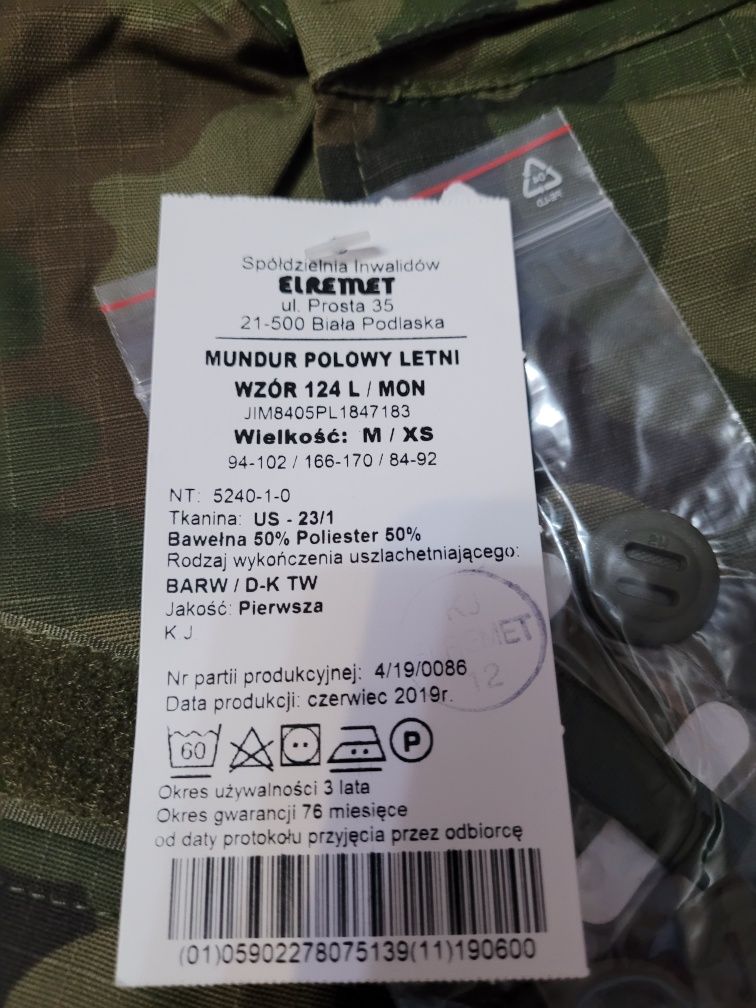 Spółdzielnia Inwalidów
ELREMET
ul. Prosta 35
21-500 Biała Podlaska
MUNDUR POLOWY LETNI
WZÓR 124 L / MON
JIM8405PL1847183
Wielkość: M / XS
94-102 / 166-170 / 84-92
NT: 5240-1-0
Tkanina: US - 23/1
Bawełna 50% Poliester 50%
Rodzaj wykończenia uszlachetniającego:
BARW / D-K TW
Jakość: Pierwsza
K.J.
KJ
ELREMET
12
Nr partii produkcyjnej: 4/19/0086
Data produkcji: czerwiec 2019r.
60
P
Okres używalności 3 lata
Okres gwarancji 76 miesięce
od daty protokołu przyjęcia przez odbiorcę
(01)05902278075139(11)190600